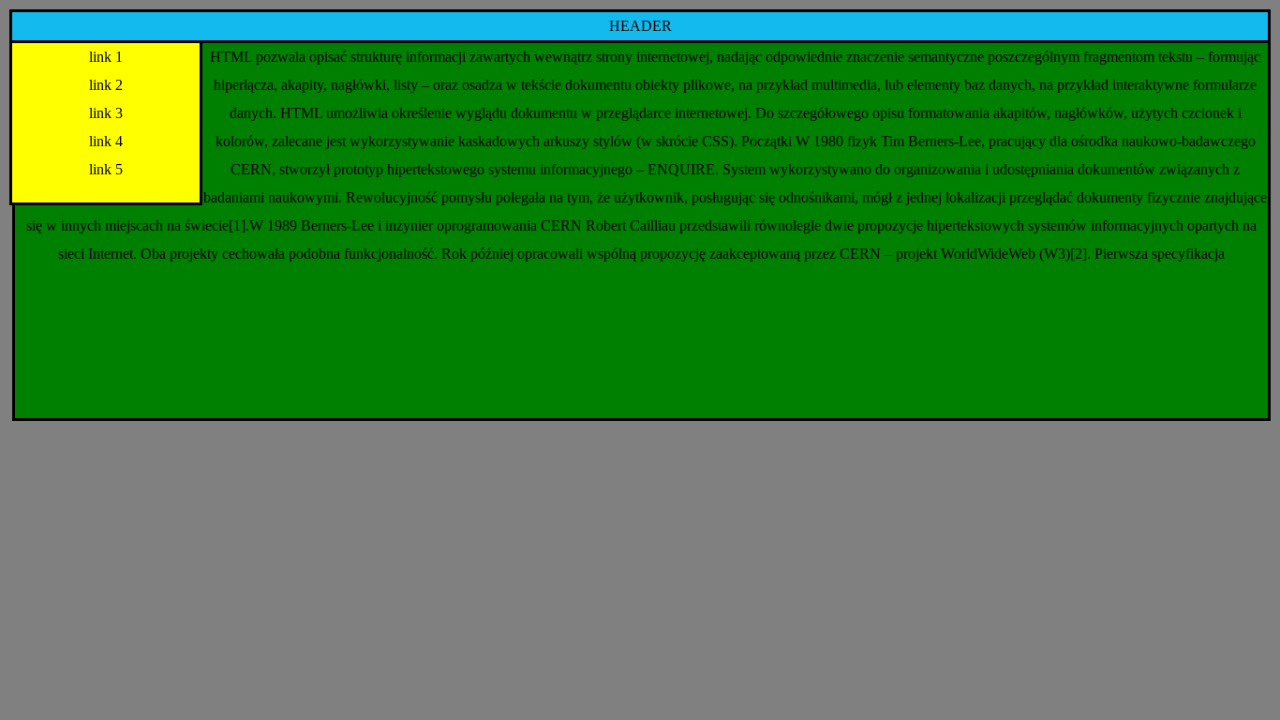 HEADER
link 1
link 2
link 3
link 4
link 5
HTML pozwala opisać strukturę informacji zawartych wewnątrz strony internetowej, nadając odpowiednie znaczenie semantyczne poszczególnym fragmentom tekstu – formując
hiperłącza, akapity, nagłówki, listy – oraz osadza w tekście dokumentu obiekty plikowe, na przykład multimedia, lub elementy baz danych, na przykład interaktywne formularze
danych. HTML umożliwia określenie wyglądu dokumentu w przeglądarce internetowej. Do szczegółowego opisu formatowania akapitów, nagłówków, użytych czcionek i
kolorów, zalecane jest wykorzystywanie kaskadowych arkuszy stylów (w skrócie CSS). Początki W 1980 fizyk Tim Berners-Lee, pracujący dla ośrodka naukowo-badawczego
CERN, stworzył prototyp hipertekstowego systemu informacyjnego – ENQUIRE. System wykorzystywano do organizowania i udostępniania dokumentów związanych z
badaniami naukowymi. Rewolucyjność pomysłu polegała na tym, że użytkownik, posługując się odnośnikami, mógł z jednej lokalizacji przeglądać dokumenty fizycznie znajdujące
się w innych miejscach na świecie[1].W 1989 Berners-Lee i inżynier oprogramowania CERN Robert Cailliau przedstawili równolegle dwie propozycje hipertekstowych systemów informacyjnych opartych na
sieci Internet. Oba projekty cechowała podobna funkcjonalność. Rok później opracowali wspólną propozycję zaakceptowaną przez CERN – projekt WorldWideWeb (W3)[2]. Pierwsza specyfikacja